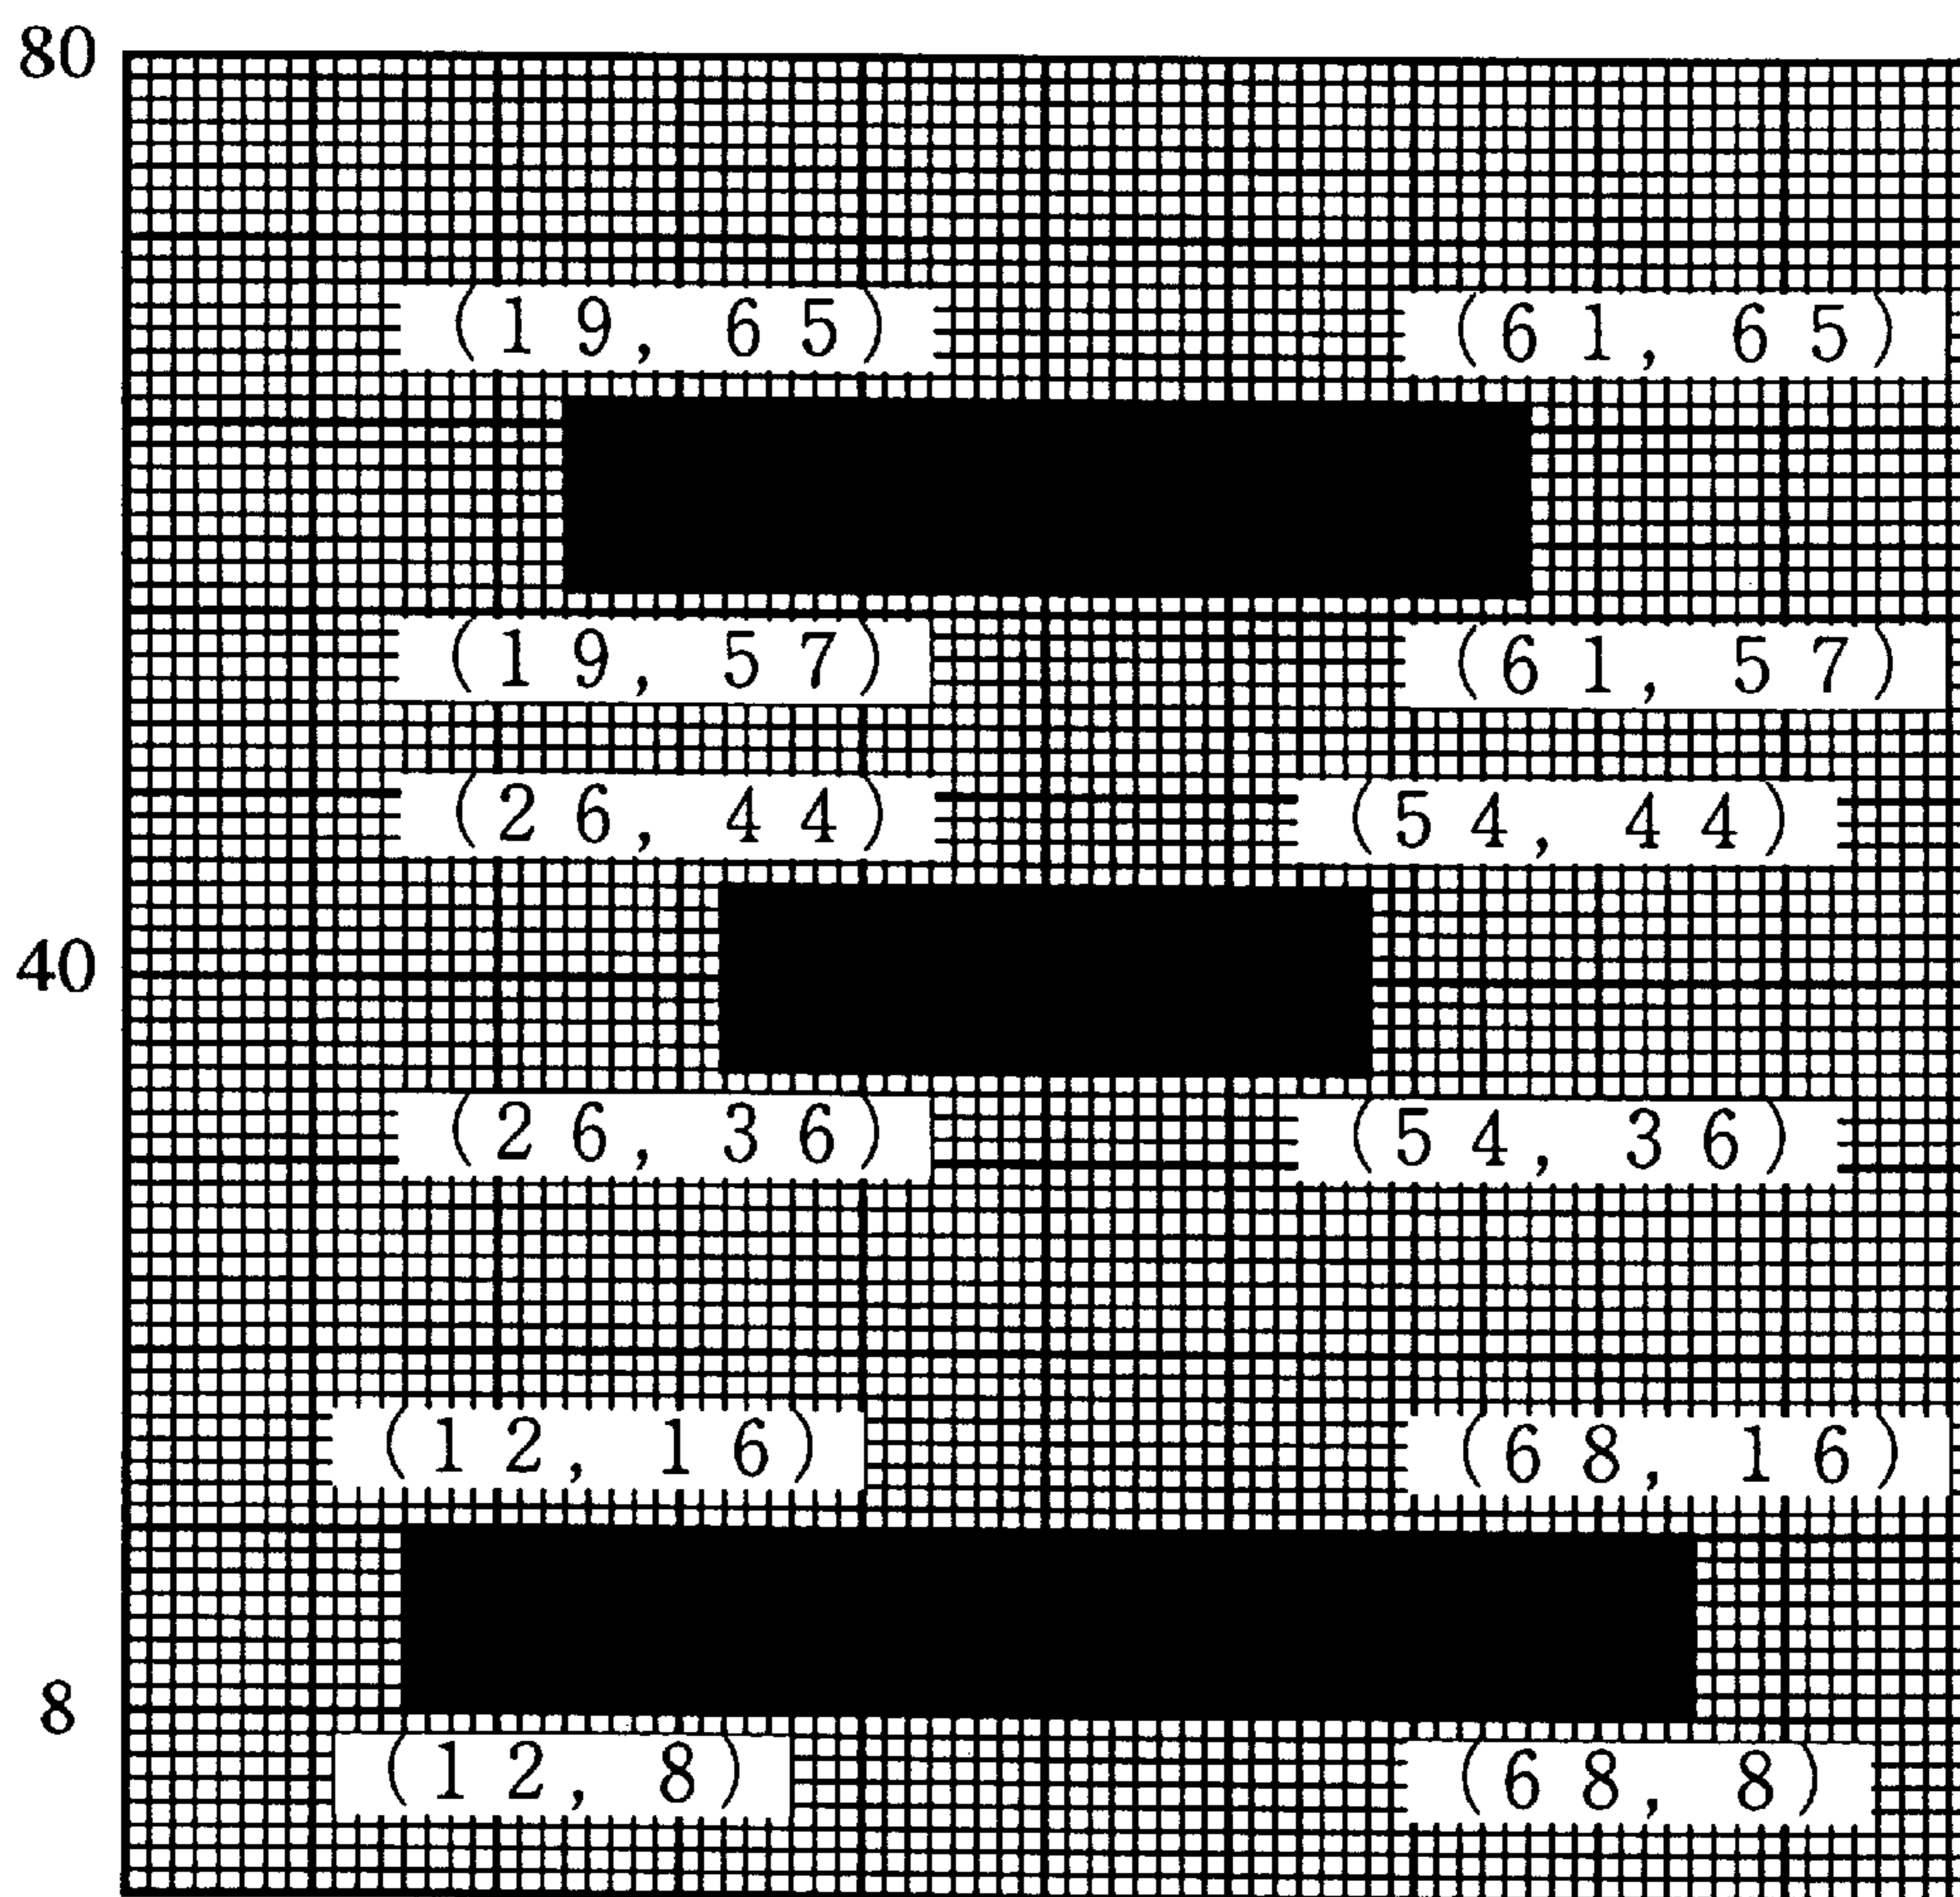 80
(19, 65) (61, 65)
(19, 57) (61, 57)
(26, 44) (54, 44)
40
(26, 36) (54, 36)
(12, 16) (68, 16)
8
(12, 8) (68, 8)